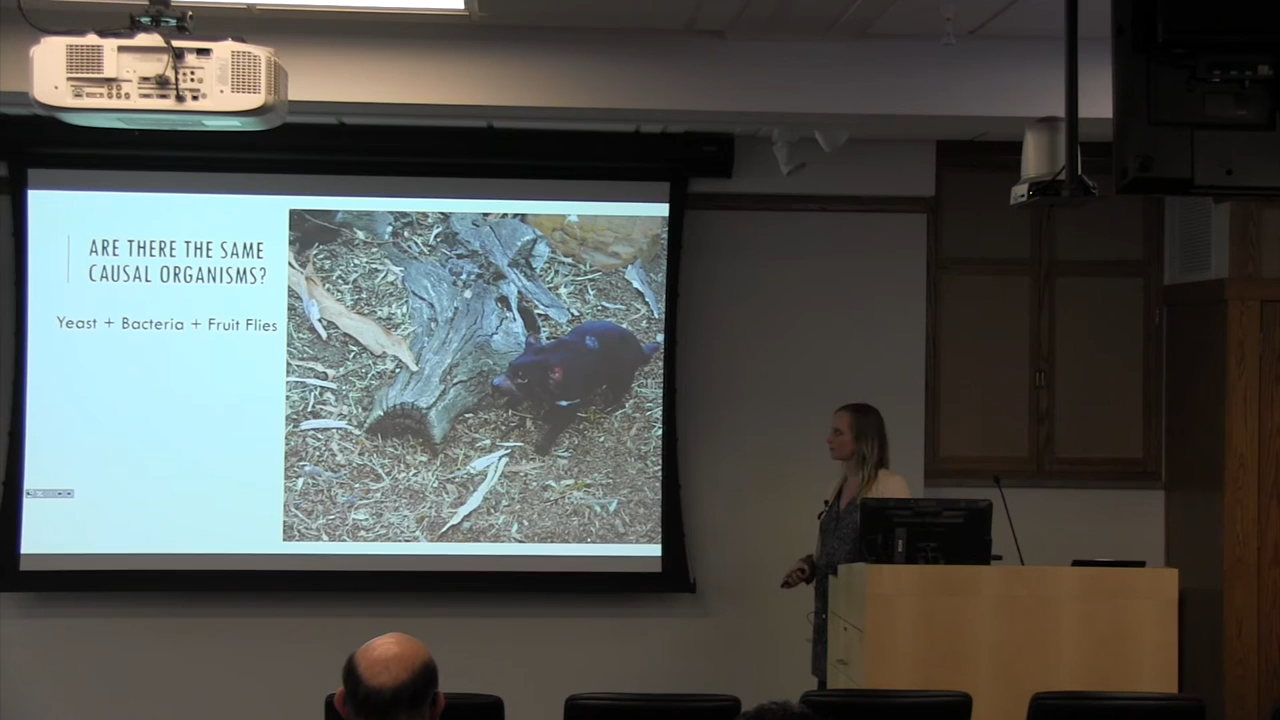 ARE THERE THE SAME
CAUSAL ORGANISMS?
Yeast + Bacteria + Fruit Flies